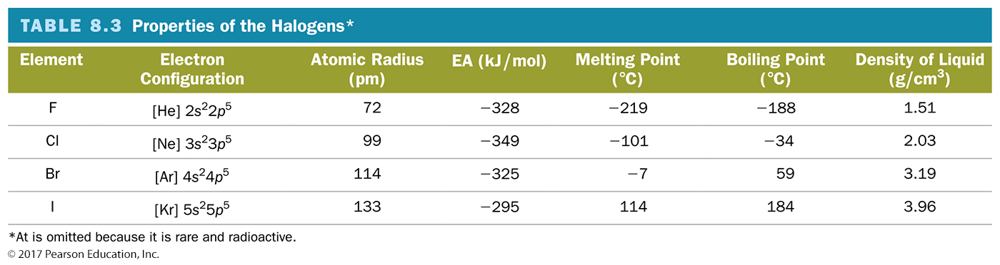 TABLE 8.3 Properties of the Halogens*
Element Electron Configuration Atomic Radius (pm) EA (kJ/mol) Melting Point (°C) Boiling Point (°C) Density of Liquid (g/cm³)
F [He] 2s²2p⁵ 72 −328 −219 −188 1.51
Cl [Ne] 3s²3p⁵ 99 −349 −101 −34 2.03
Br [Ar] 4s²4p⁵ 114 −325 −7 59 3.19
I [Kr] 5s²5p⁵ 133 −295 114 184 3.96
*At is omitted because it is rare and radioactive.
© 2017 Pearson Education, Inc.